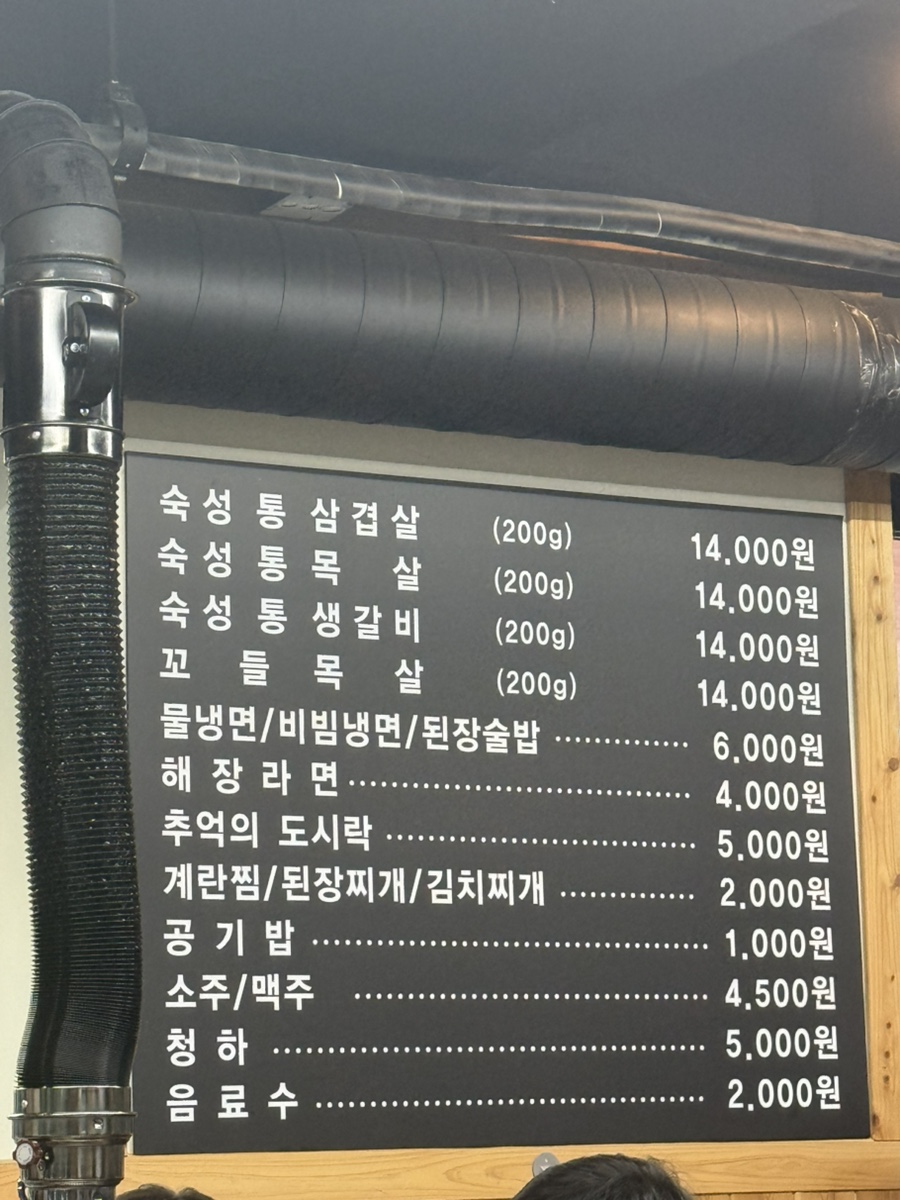 숙성 통 삼겹살 (200g) 14.000원
숙성 통목 살 (200g) 14.000원
숙성 통 생갈비 (200g) 14.000원
꼬 들 목 살 (200g) 14.000원
물냉면/비빔냉면/된장술밥 ·············· 6.000원
해 장 라 면 ··································· 4.000원
추억의 도시락 ································ 5.000원
계란찜/된장찌개/김치찌개 ·············· 2,000원
공 기 밥 ········································ 1.000원
소주/맥주 ···································· 4.500원
청 하 ············································ 5.000원
음 료 수 ········································ 2,000원